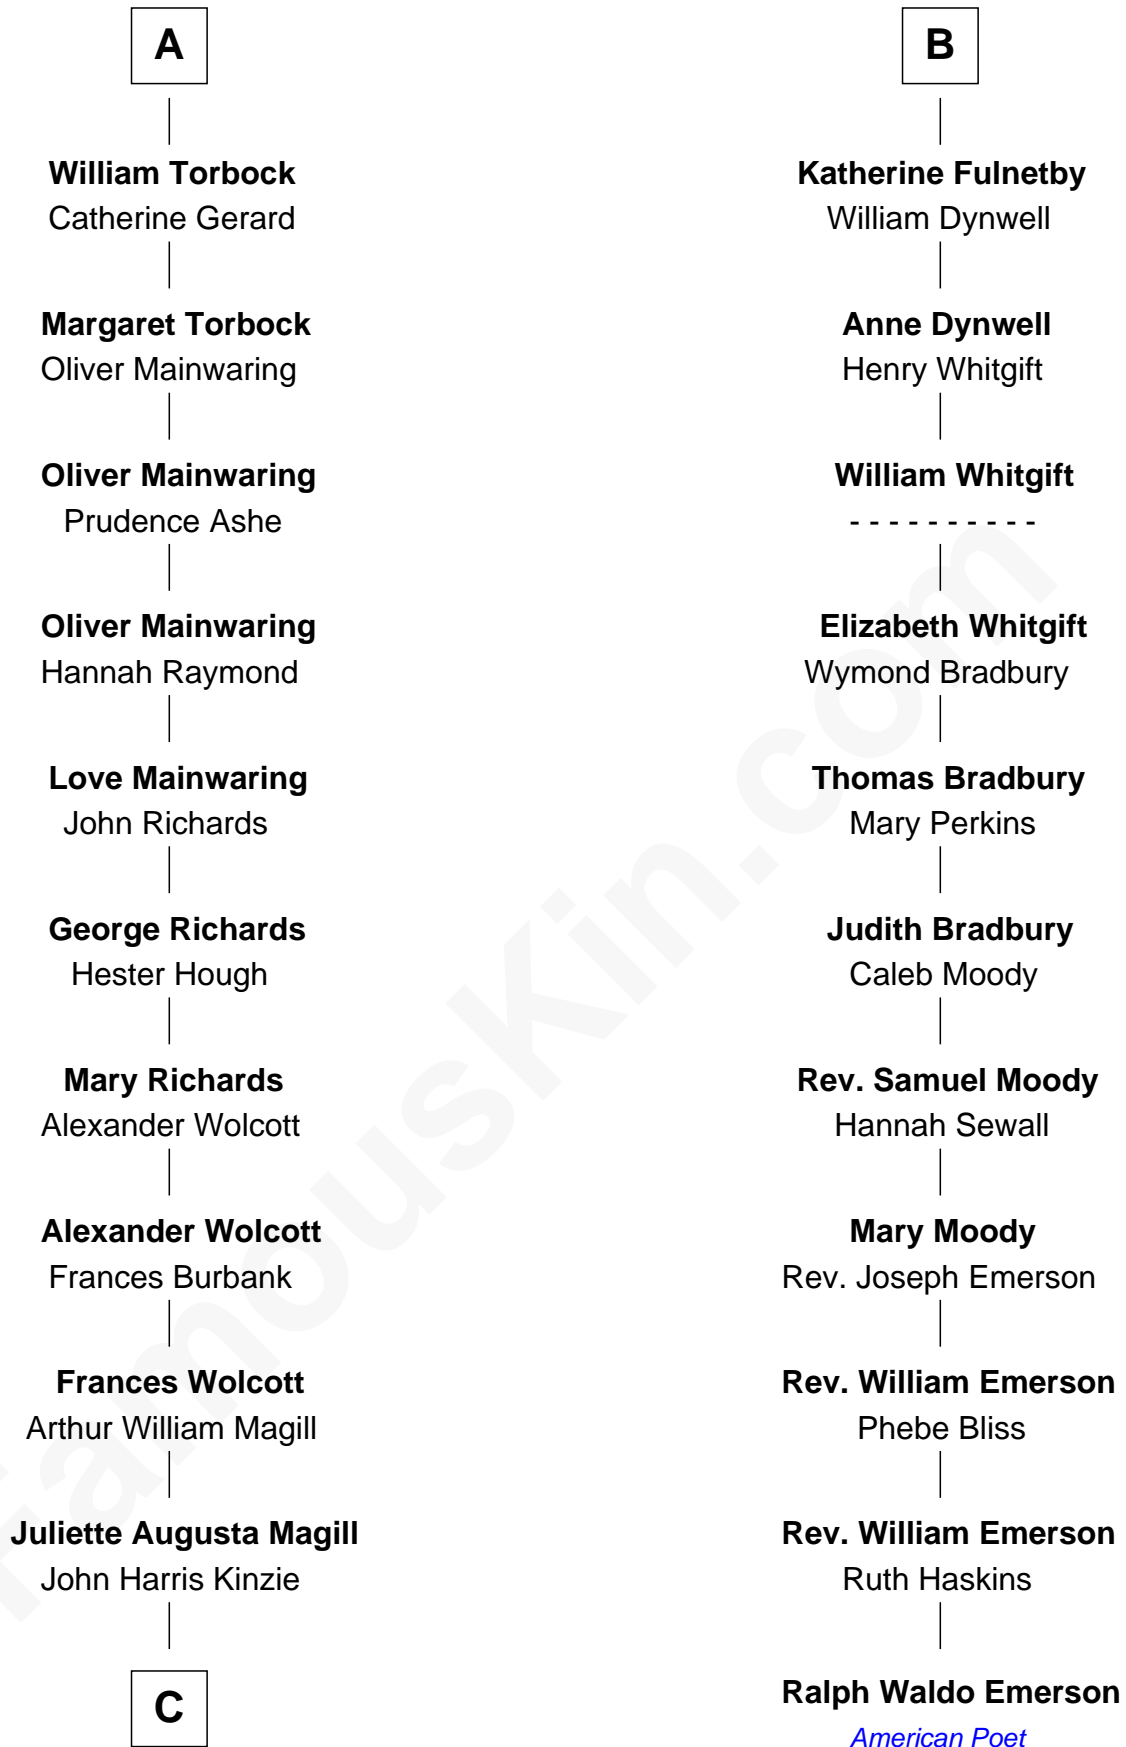 A
William Torbock
Catherine Gerard
Margaret Torbock
Oliver Mainwaring
Oliver Mainwaring
Prudence Ashe
Oliver Mainwaring
Hannah Raymond
Love Mainwaring
John Richards
George Richards
Hester Hough
Mary Richards
Alexander Wolcott
Alexander Wolcott
Frances Burbank
Frances Wolcott
Arthur William Magill
Juliette Augusta Magill
John Harris Kinzie
C
B
Katherine Fulnetby
William Dynwell
Anne Dynwell
Henry Whitgift
William Whitgift
- - - - - - - - - -
Elizabeth Whitgift
Wymond Bradbury
Thomas Bradbury
Mary Perkins
Judith Bradbury
Caleb Moody
Rev. Samuel Moody
Hannah Sewall
Mary Moody
Rev. Joseph Emerson
Rev. William Emerson
Phebe Bliss
Rev. William Emerson
Ruth Haskins
Ralph Waldo Emerson
American Poet
FamousKin.com